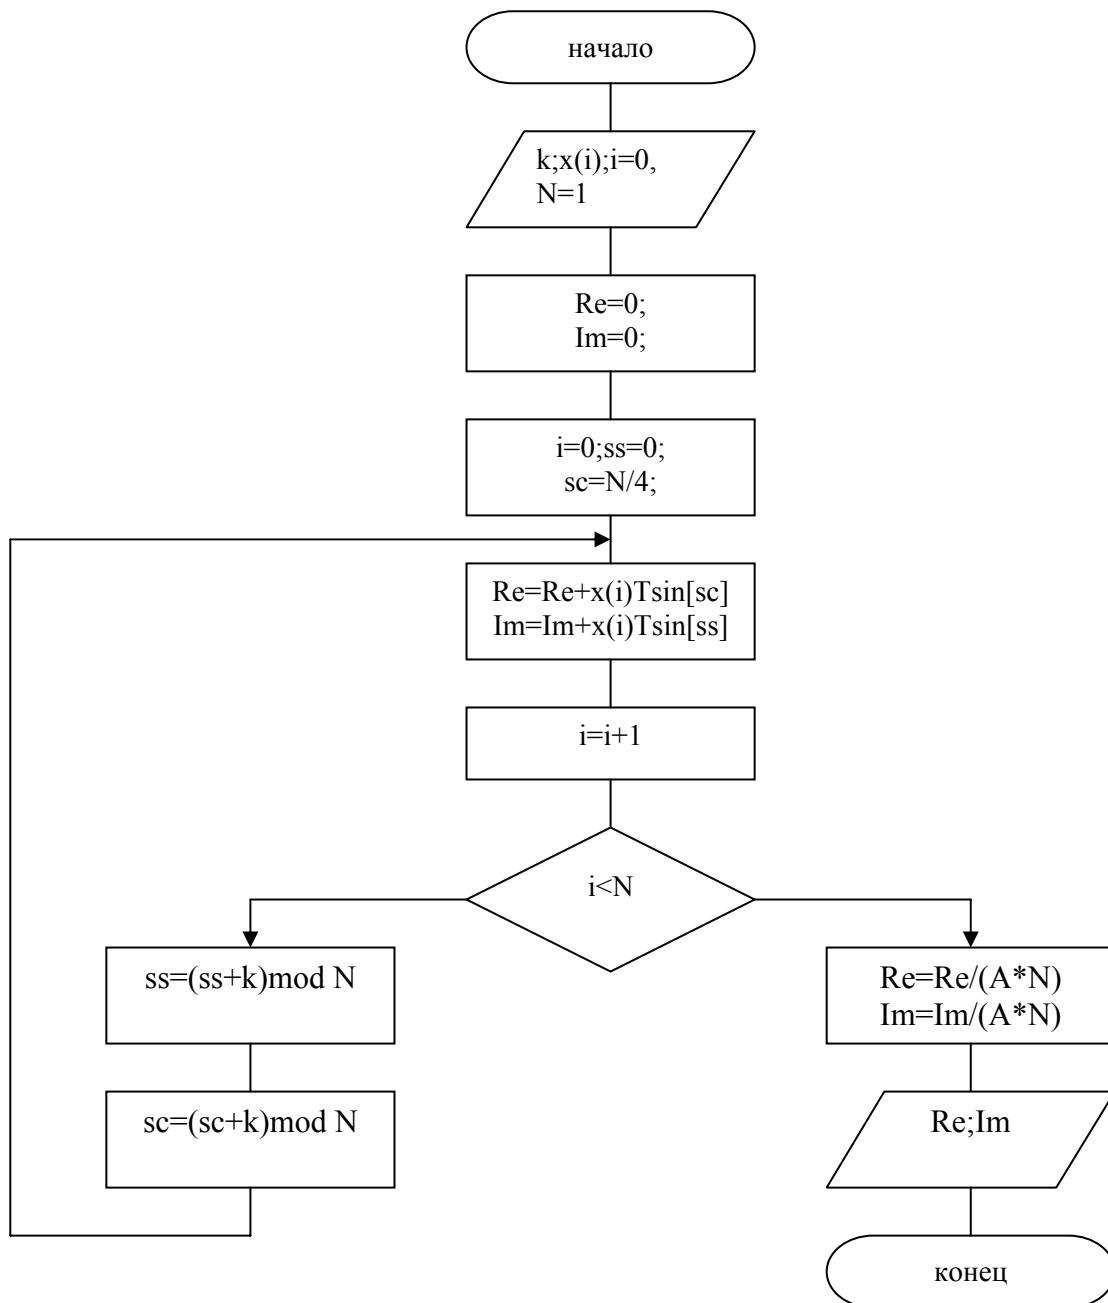 начало
k;x(i);i=0,
N=1
Re=0;
Im=0;
i=0;ss=0;
sc=N/4;
Re=Re+x(i)Tsin[sc]
Im=Im+x(i)Tsin[ss]
i=i+1
i<N
ss=(ss+k)mod N
sc=(sc+k)mod N
Re=Re/(A*N)
Im=Im/(A*N)
Re;Im
конец